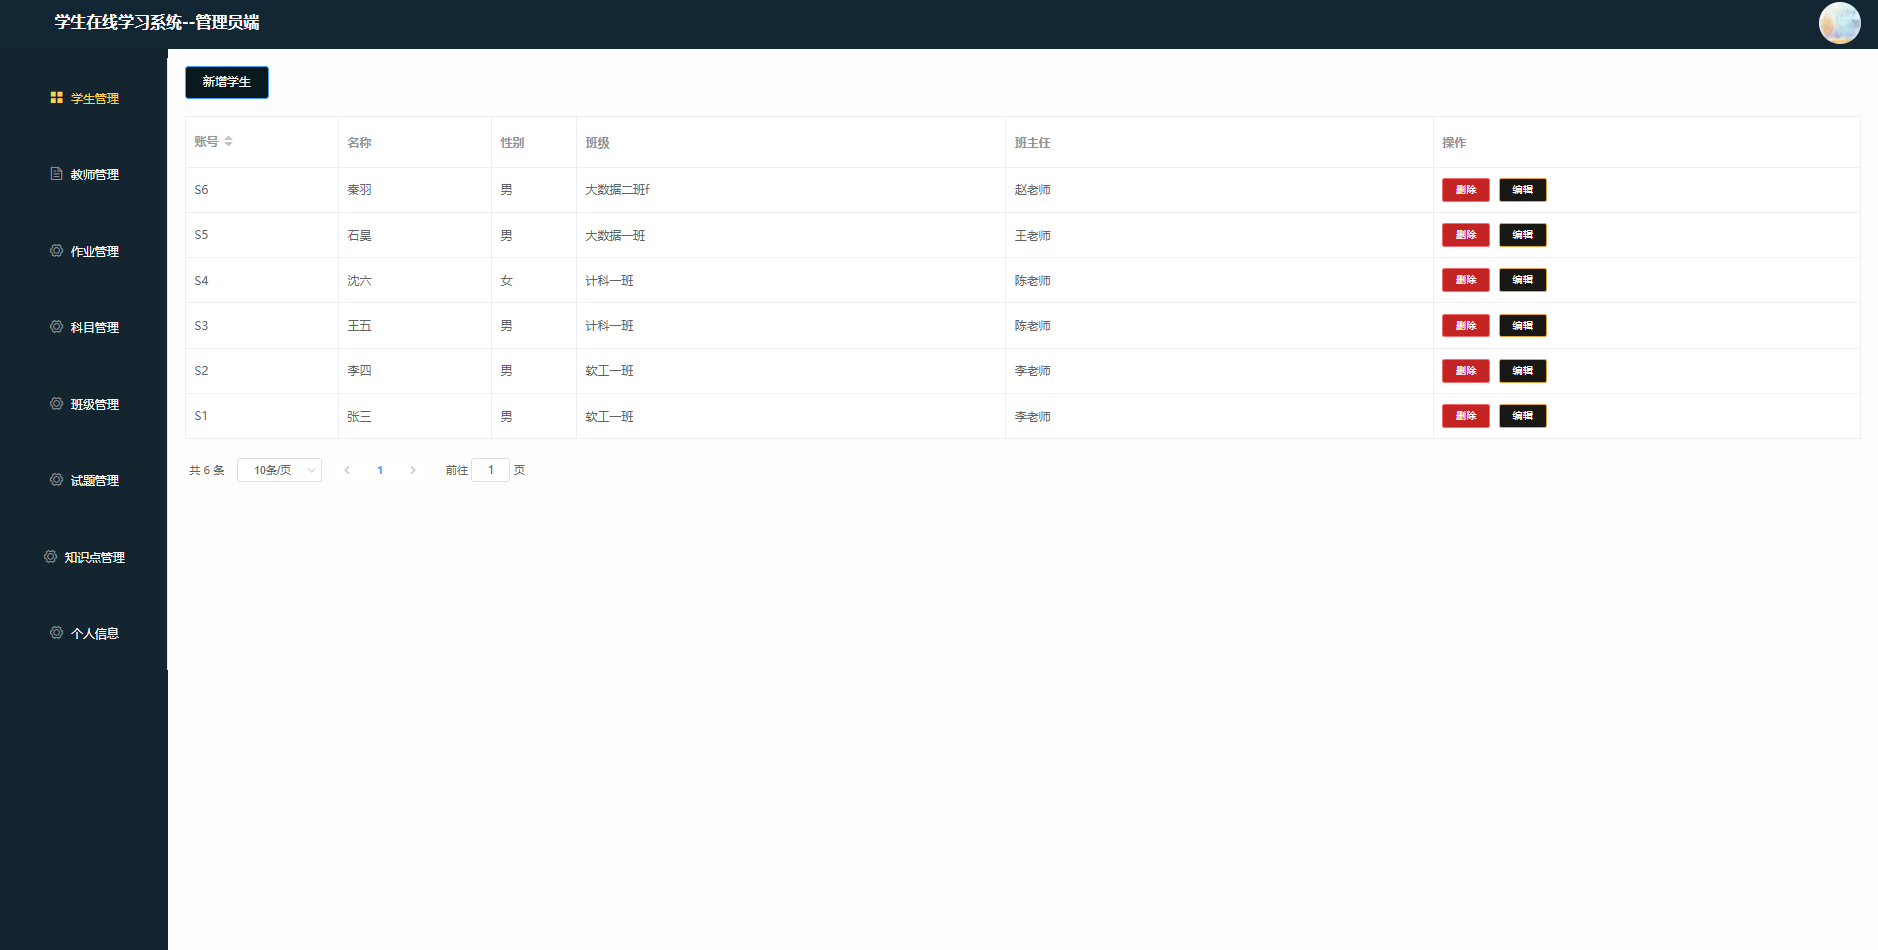 学生在线学习系统--管理员端
学生管理
教师管理
作业管理
科目管理
班级管理
试题管理
知识点管理
个人信息
新增学生
账号 名称 性别 班级 班主任 操作
S6 秦羽 男 大数据二班f 赵老师 删除 编辑
S5 石昊 男 大数据一班 王老师 删除 编辑
S4 沈六 女 计科一班 陈老师 删除 编辑
S3 王五 男 计科一班 陈老师 删除 编辑
S2 李四 男 软工一班 李老师 删除 编辑
S1 张三 男 软工一班 李老师 删除 编辑
共 6 条 10条/页 1 前往 1 页